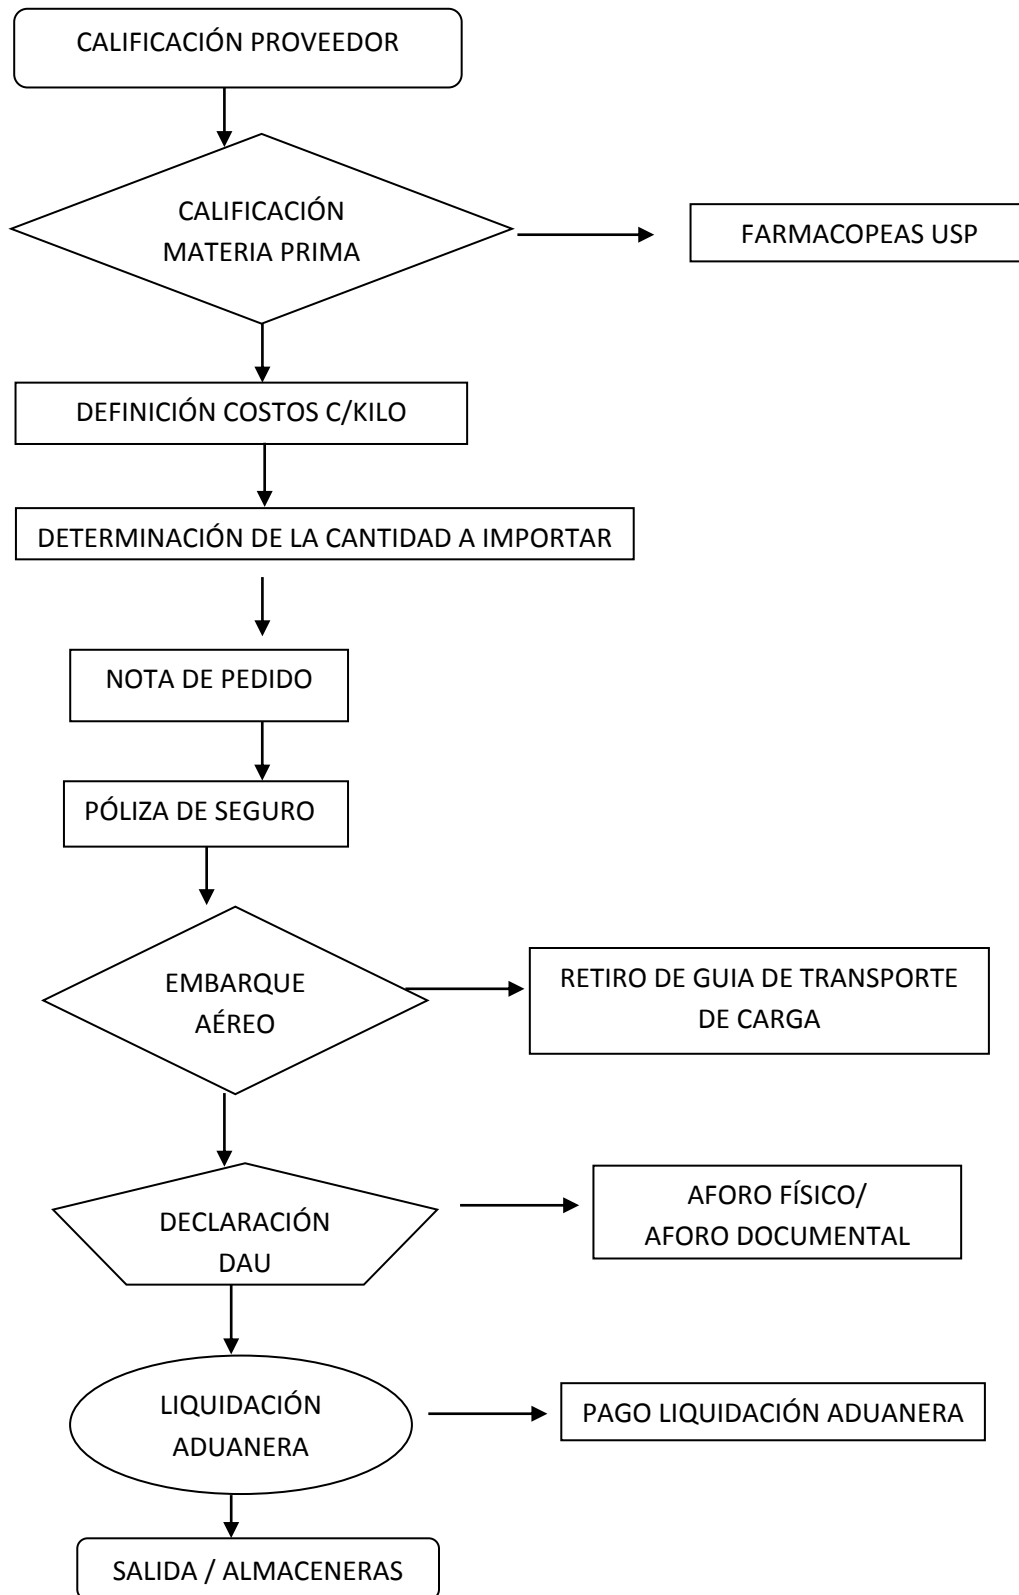 CALIFICACIÓN PROVEEDOR
CALIFICACIÓN
MATERIA PRIMA
FARMACOPEAS USP
DEFINICIÓN COSTOS C/KILO
DETERMINACIÓN DE LA CANTIDAD A IMPORTAR
NOTA DE PEDIDO
PÓLIZA DE SEGURO
EMBARQUE
AÉREO
RETIRO DE GUIA DE TRANSPORTE
DE CARGA
DECLARACIÓN
DAU
AFORO FÍSICO/
AFORO DOCUMENTAL
LIQUIDACIÓN
ADUANERA
PAGO LIQUIDACIÓN ADUANERA
SALIDA / ALMACENERAS